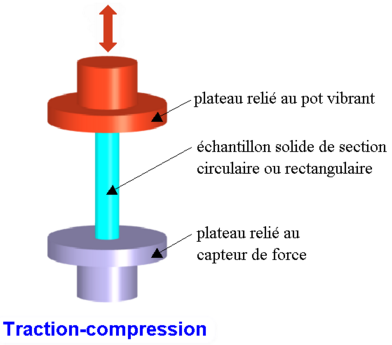 plateau relié au pot vibrant
échantillon solide de section
circulaire ou rectangulaire
plateau relié au
capteur de force
Traction-compression